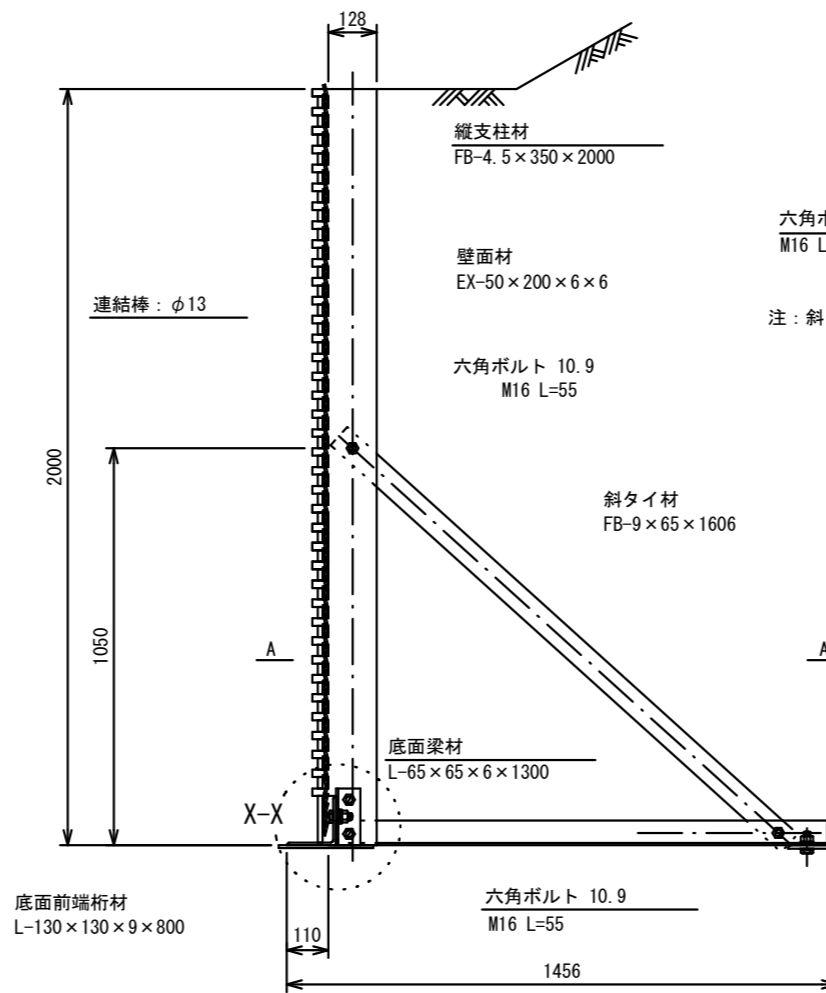 128
縦支柱材
FB-4.5×350×2000
六角ボ
M16 L
壁面材
EX-50×200×6×6
連結棒：φ13
注：斜
六角ボルト 10.9
M16 L=55
2000
1050
斜タイ材
FB-9×65×1606
A
A
底面梁材
L-65×65×6×1300
X-X
底面前端桁材
L-130×130×9×800
六角ボルト 10.9
M16 L=55
110
1456